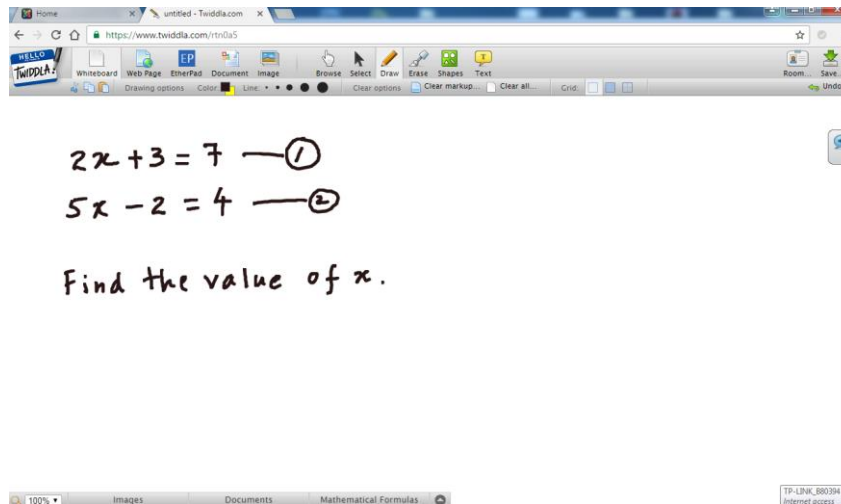 Home
untitled - Twiddla.com
https://www.twiddla.com/rtn0a5
HELLO
TWIDDLA!
Whiteboard Web Page EtherPad Document Image Browse Select Draw Erase Shapes Text Room... Save...
EP
T
Drawing options Color: Line: Clear options Clear markup... Clear all... Grid: Undo
2x + 3 = 7 — ①
5x - 2 = 4 — ②
Find the value of x.
100% Images Documents Mathematical Formulas
TP-LINK_B80394
Internet access